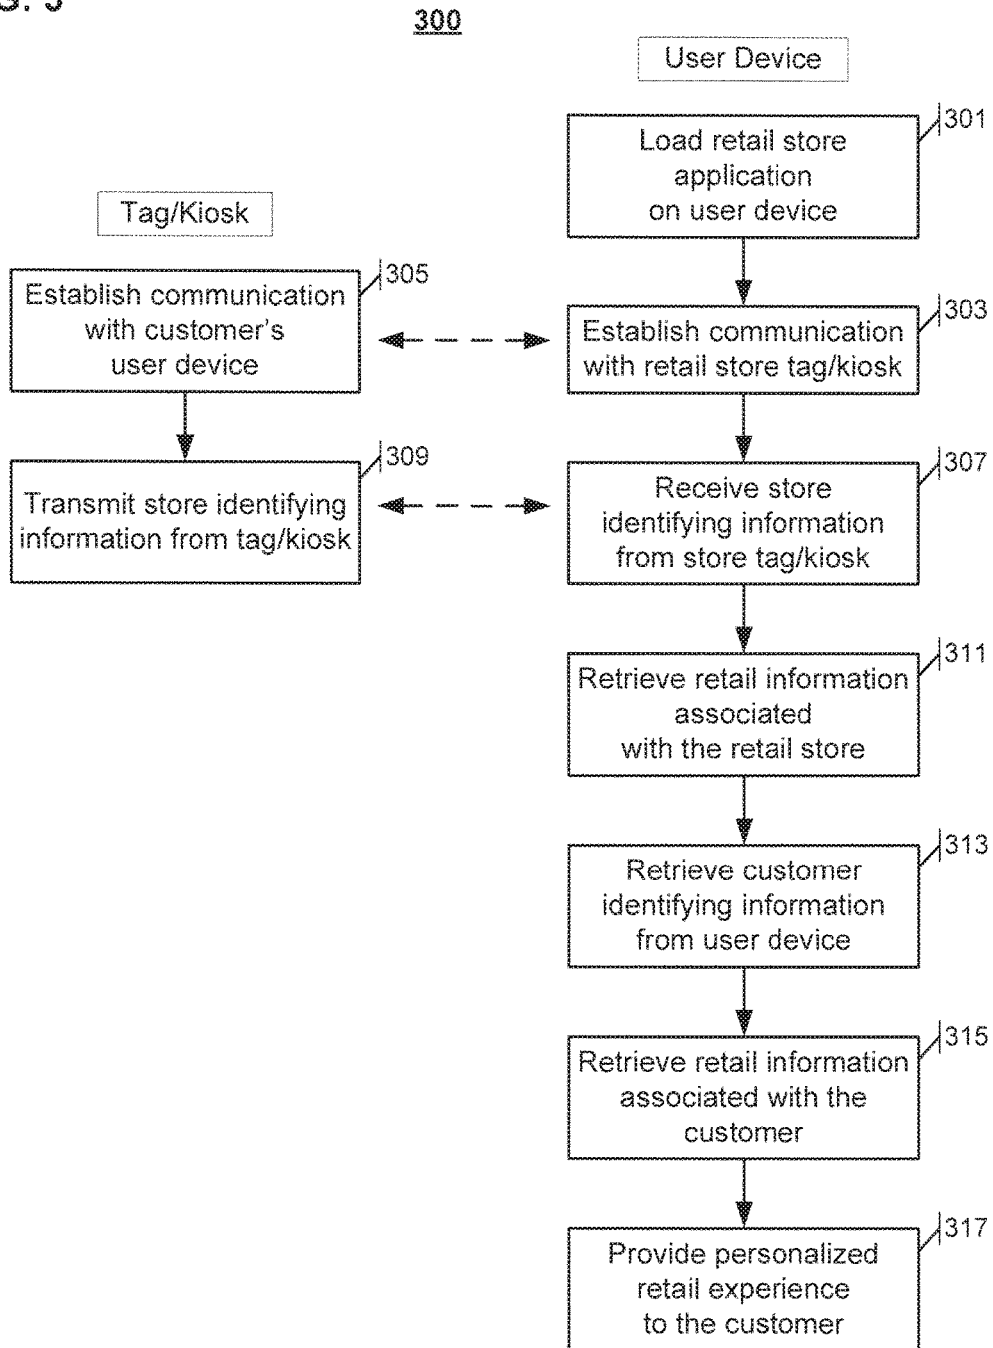 300
User Device
301
Load retail store
application
on user device
Tag/Kiosk
305
Establish communication
with customer's
user device
303
Establish communication
with retail store tag/kiosk
309
Transmit store identifying
information from tag/kiosk
307
Receive store
identifying information
from store tag/kiosk
311
Retrieve retail information
associated
with the retail store
313
Retrieve customer
identifying information
from user device
315
Retrieve retail information
associated with the
customer
317
Provide personalized
retail experience
to the customer